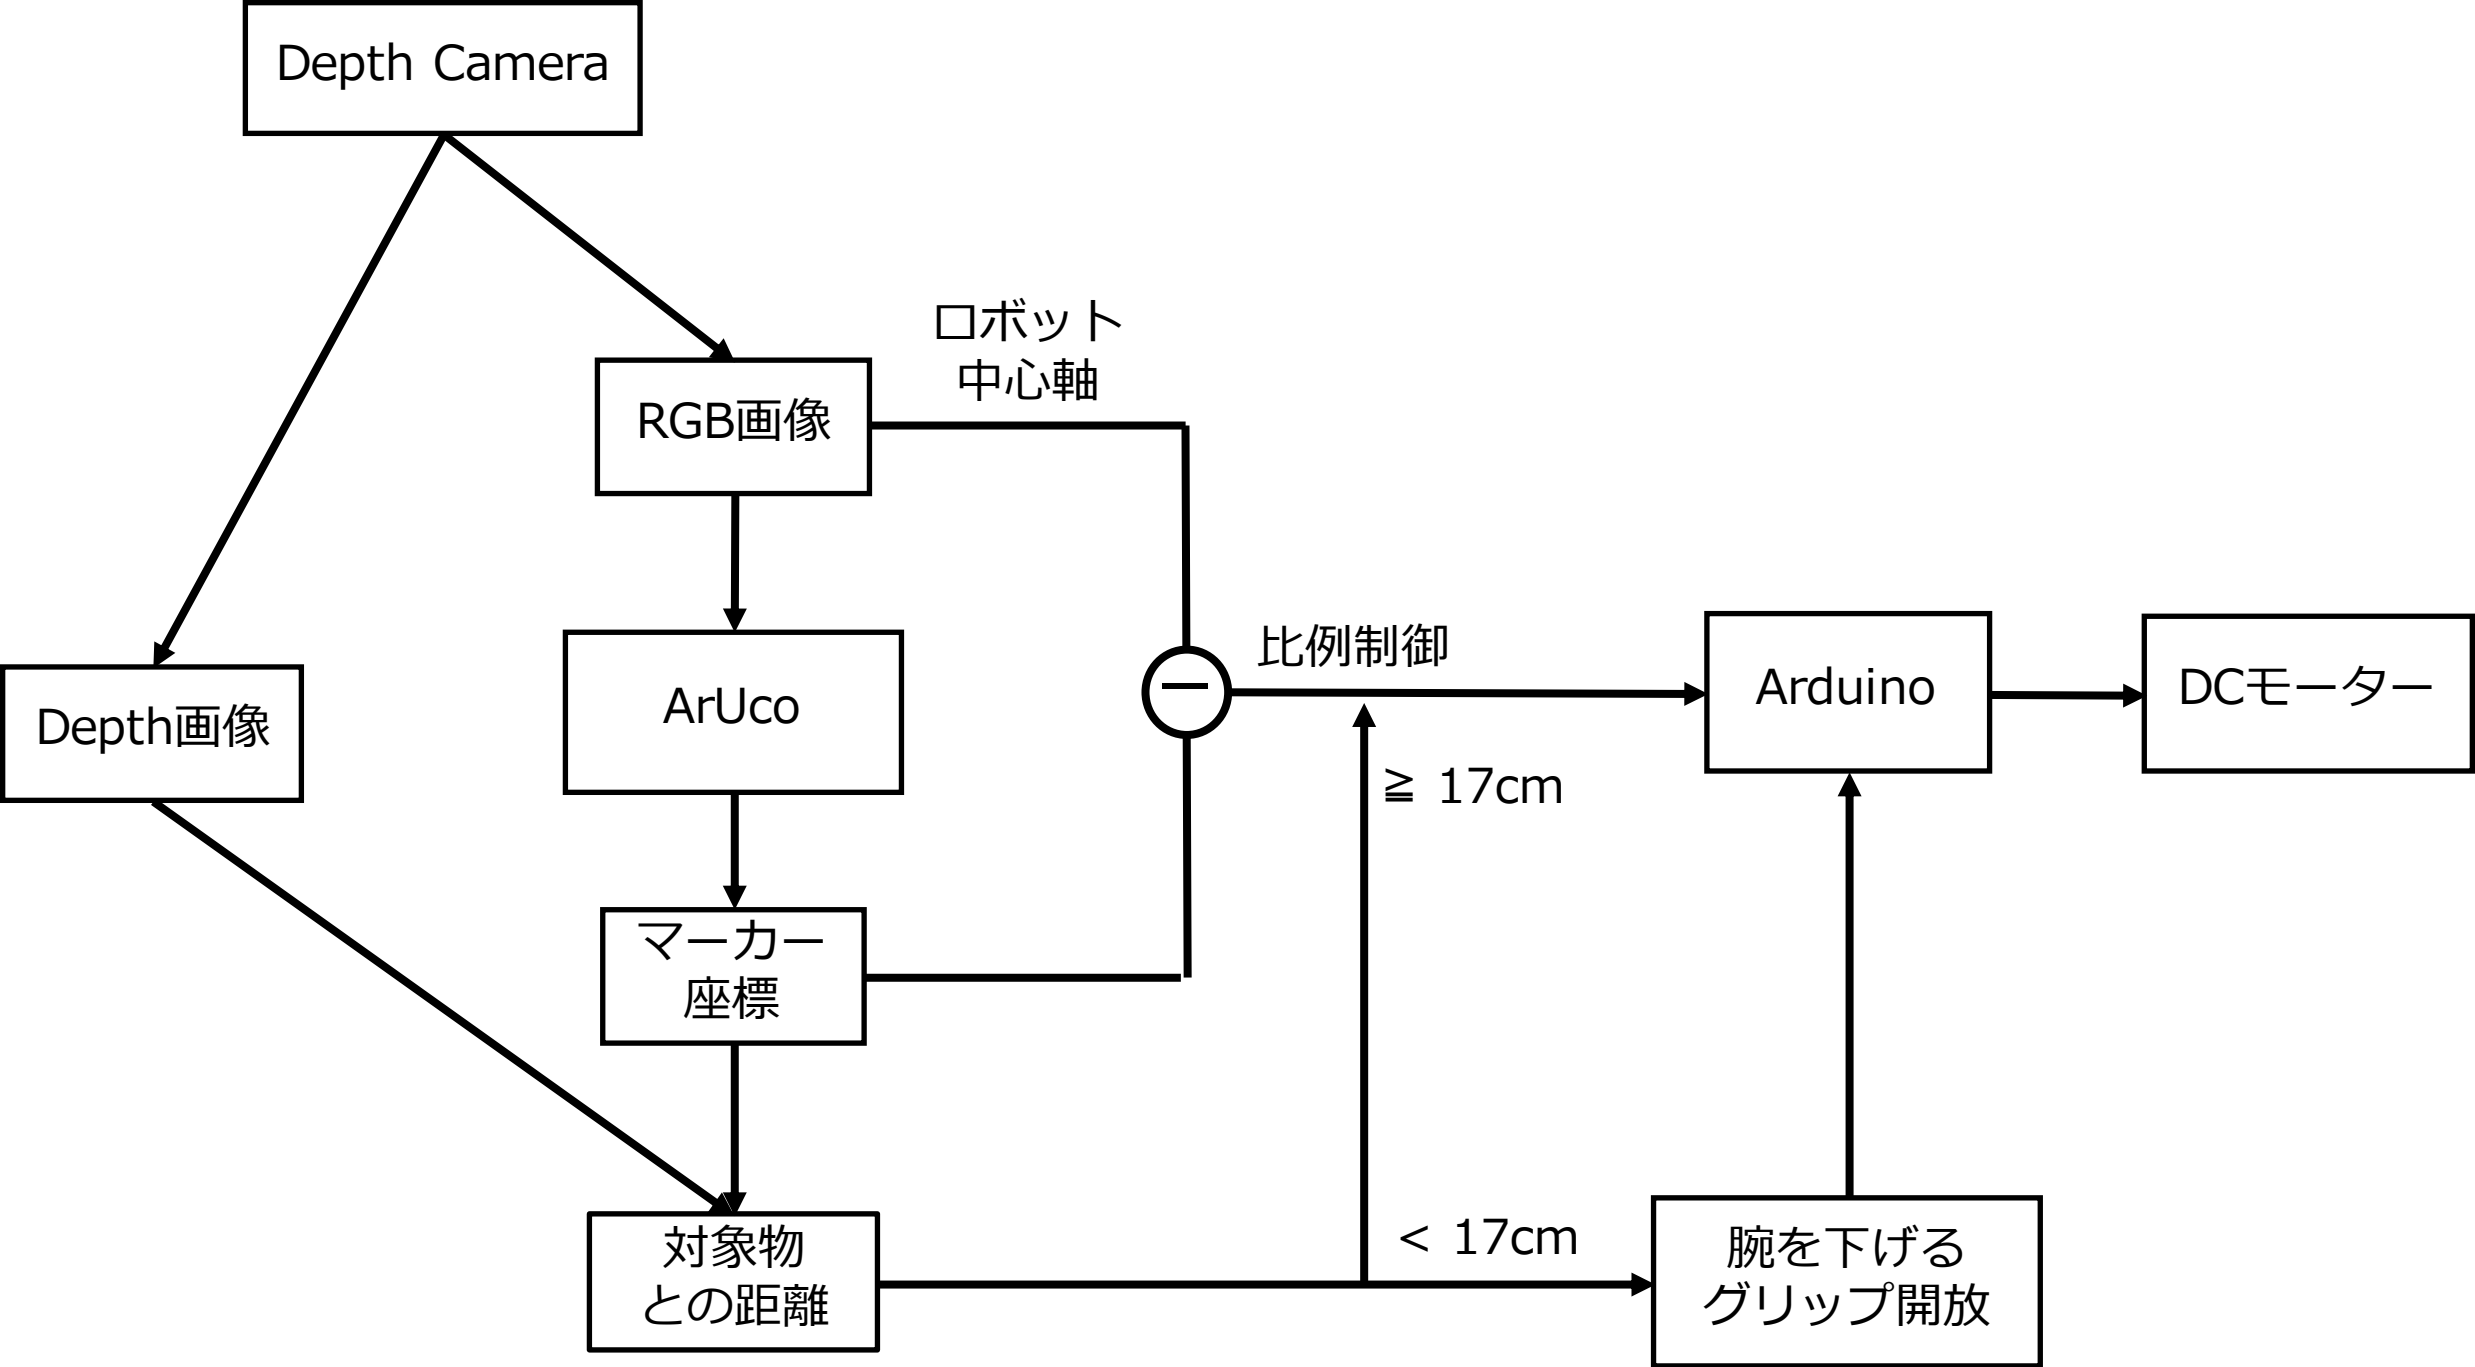 Depth Camera
ロボット
中心軸
RGB画像
比例制御
Arduino
DCモーター
ArUco
Depth画像
≧ 17cm
マーカー
座標
< 17cm
対象物
との距離
腕を下げる
グリップ開放